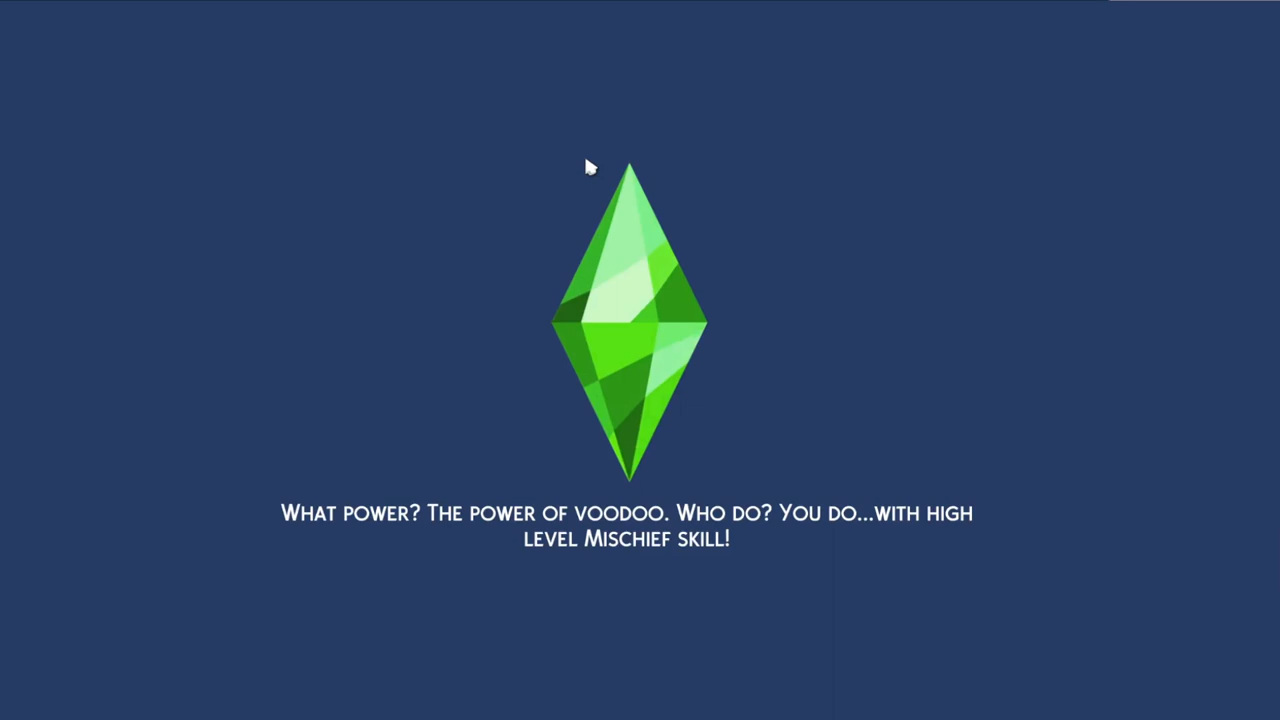 What power? The power of voodoo. Who do? You do...with high
level Mischief skill!